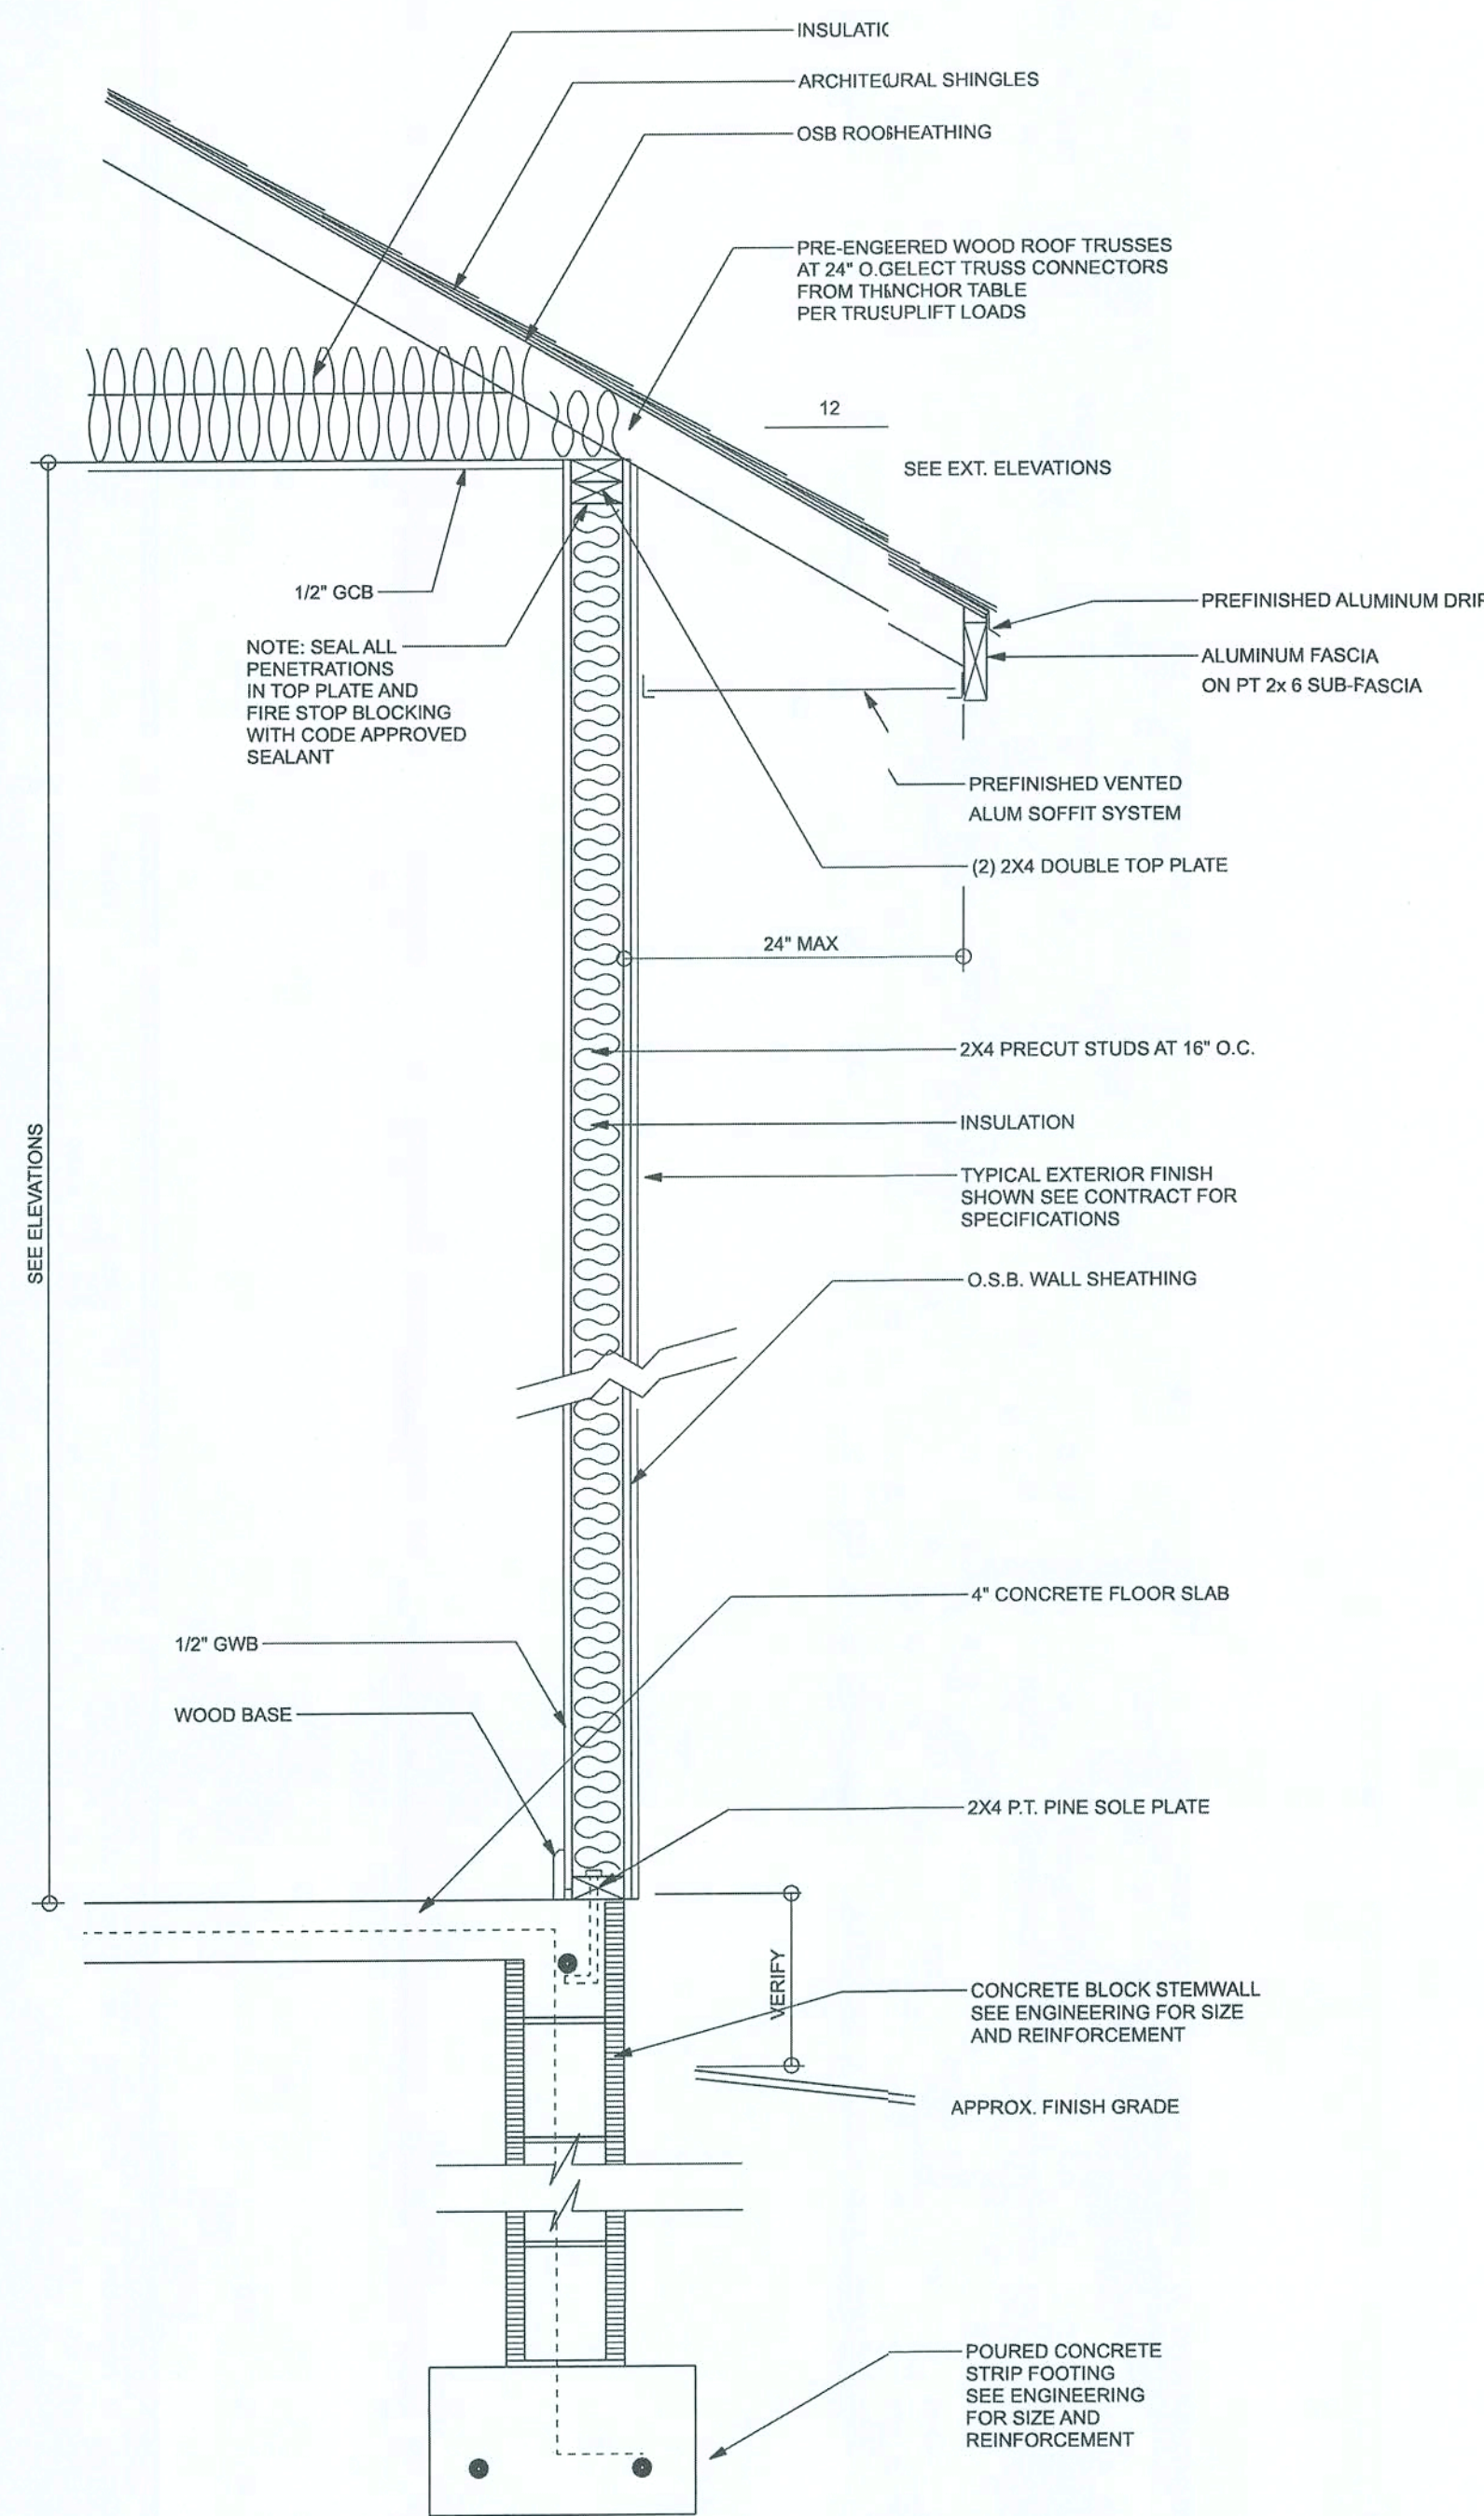 INSULATIC
ARCHITECURAL SHINGLES
OSB ROOSHEATHING
PRE-ENGEERED WOOD ROOF TRUSSES
AT 24" O.GELECT TRUSS CONNECTORS
FROM THNCHOR TABLE
PER TRUSUPLIFT LOADS
12
SEE EXT. ELEVATIONS
1/2" GCB
PREFINISHED ALUMINUM DRIP
NOTE: SEAL ALL
PENETRATIONS
IN TOP PLATE AND
FIRE STOP BLOCKING
WITH CODE APPROVED
SEALANT
ALUMINUM FASCIA
ON PT 2x 6 SUB-FASCIA
PREFINISHED VENTED
ALUM SOFFIT SYSTEM
(2) 2X4 DOUBLE TOP PLATE
24" MAX
2X4 PRECUT STUDS AT 16" O.C.
INSULATION
SEE ELEVATIONS
TYPICAL EXTERIOR FINISH
SHOWN SEE CONTRACT FOR
SPECIFICATIONS
O.S.B. WALL SHEATHING
4" CONCRETE FLOOR SLAB
1/2" GWB
WOOD BASE
2X4 P.T. PINE SOLE PLATE
VERIFY
CONCRETE BLOCK STEMWALL
SEE ENGINEERING FOR SIZE
AND REINFORCEMENT
APPROX. FINISH GRADE
POURED CONCRETE
STRIP FOOTING
SEE ENGINEERING
FOR SIZE AND
REINFORCEMENT